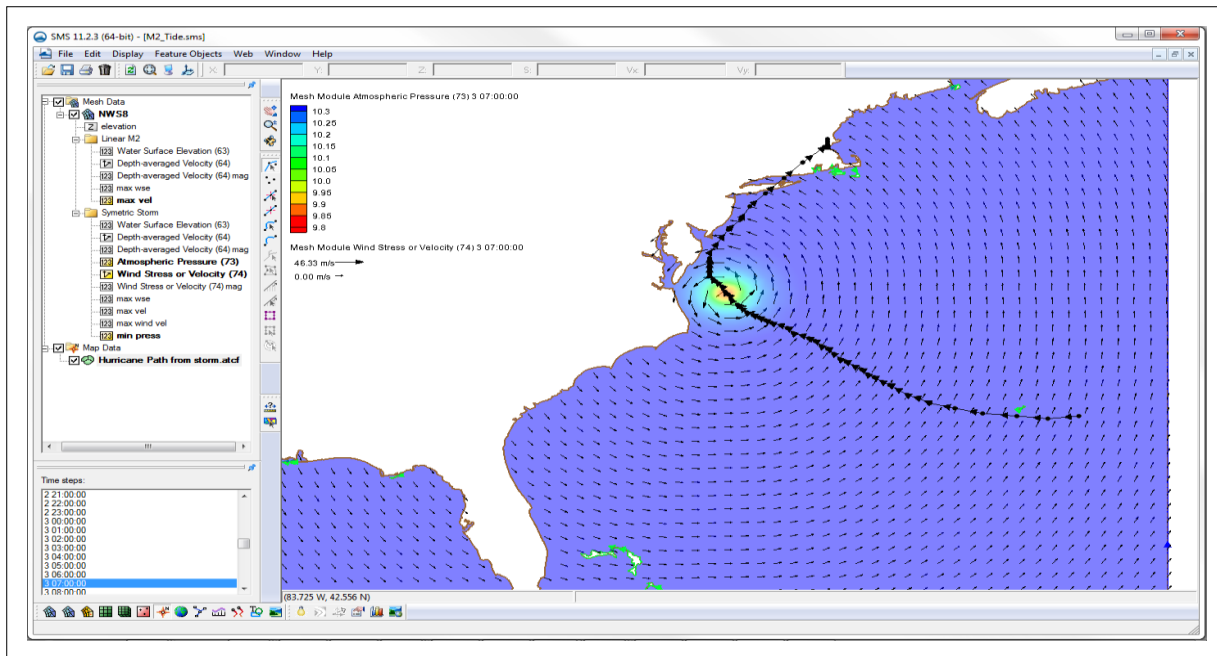 SMS 11.2.3 (64-bit) - [M2_Tide.sms]
File Edit Display Feature Objects Web Window Help
X: Y: Z: S: Vx: Vy:
Mesh Data
NWS8
elevation
Linear M2
Water Surface Elevation (63)
Depth-averaged Velocity (64)
Depth-averaged Velocity (64) mag
max wse
max vel
Symetric Storm
Water Surface Elevation (63)
Depth-averaged Velocity (64)
Depth-averaged Velocity (64) mag
Atmospheric Pressure (73)
Wind Stress or Velocity (74)
Wind Stress or Velocity (74) mag
max wse
max vel
max wind vel
min press
Map Data
Hurricane Path from storm.atcf
Time steps:
2 21:00:00
2 22:00:00
2 23:00:00
3 00:00:00
3 01:00:00
3 02:00:00
3 03:00:00
3 04:00:00
3 05:00:00
3 06:00:00
3 07:00:00
3 08:00:00
Mesh Module Atmospheric Pressure (73) 3 07:00:00
10.3
10.25
10.2
10.15
10.1
10.05
10.0
9.95
9.9
9.85
9.8
Mesh Module Wind Stress or Velocity (74) 3 07:00:00
46.33 m/s
0.00 m/s
(83.725 W, 42.556 N)